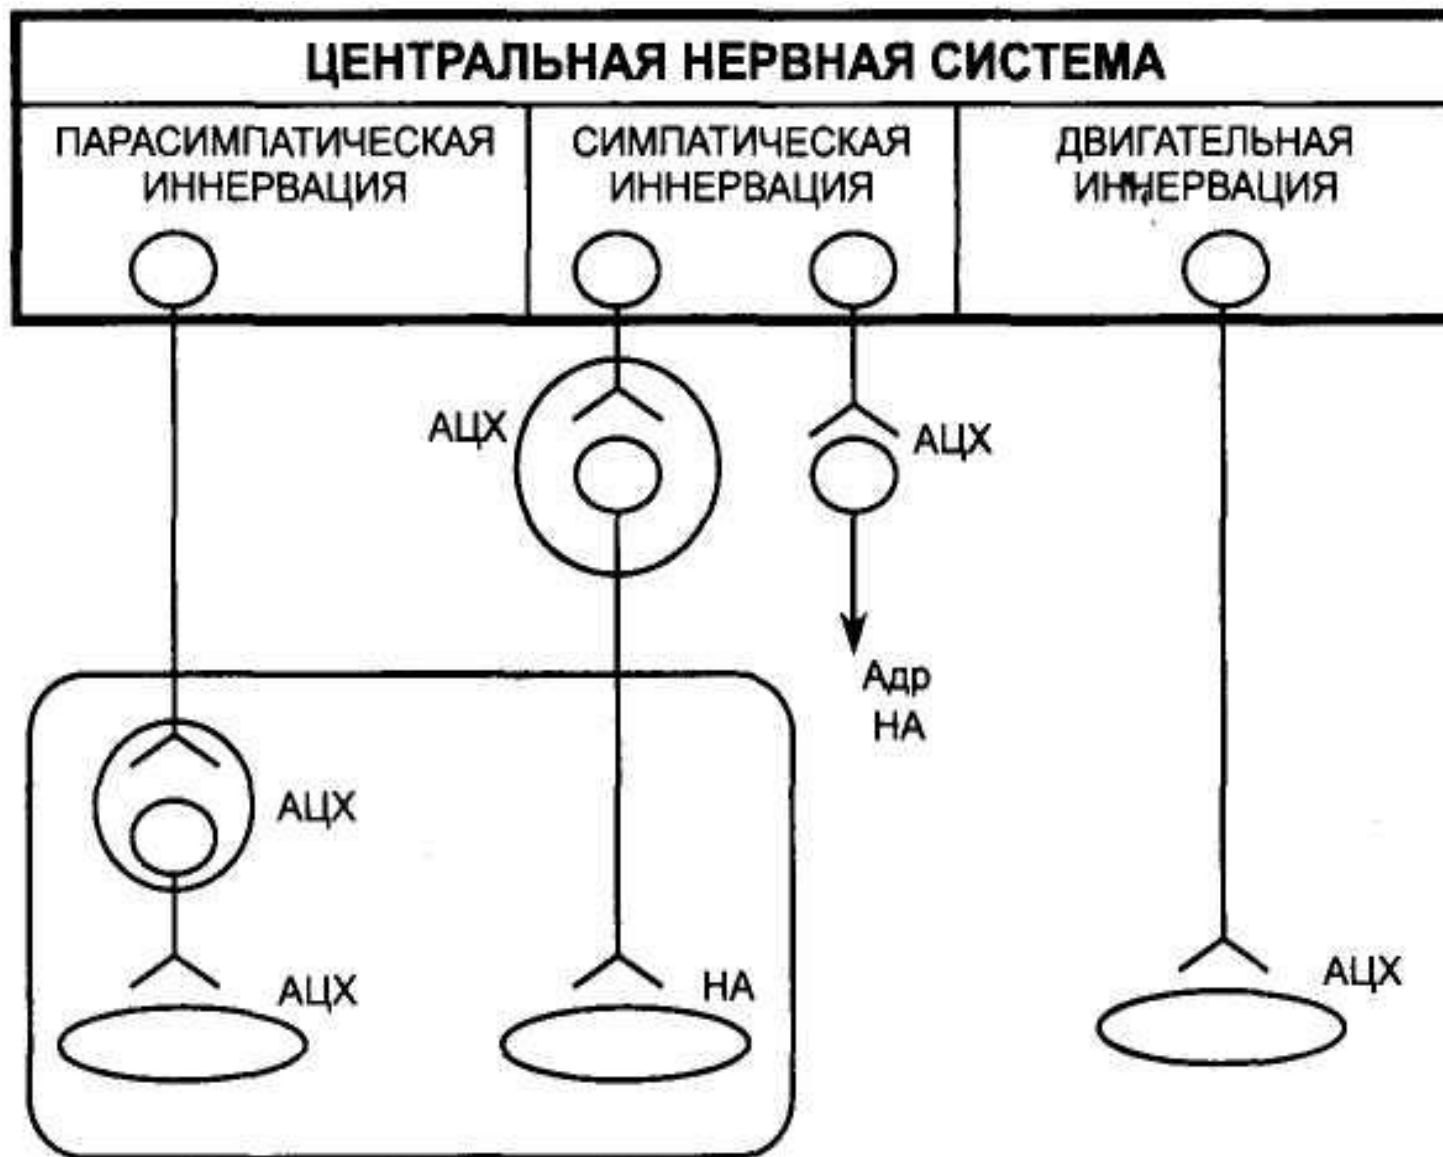 ЦЕНТРАЛЬНАЯ НЕРВНАЯ СИСТЕМА
ПАРАСИМПАТИЧЕСКАЯ
ИННЕРВАЦИЯ
СИМПАТИЧЕСКАЯ
ИННЕРВАЦИЯ
ДВИГАТЕЛЬНАЯ
ИННЕРВАЦИЯ
АЦХ
АЦХ
Адр
НА
АЦХ
АЦХ
НА
АЦХ